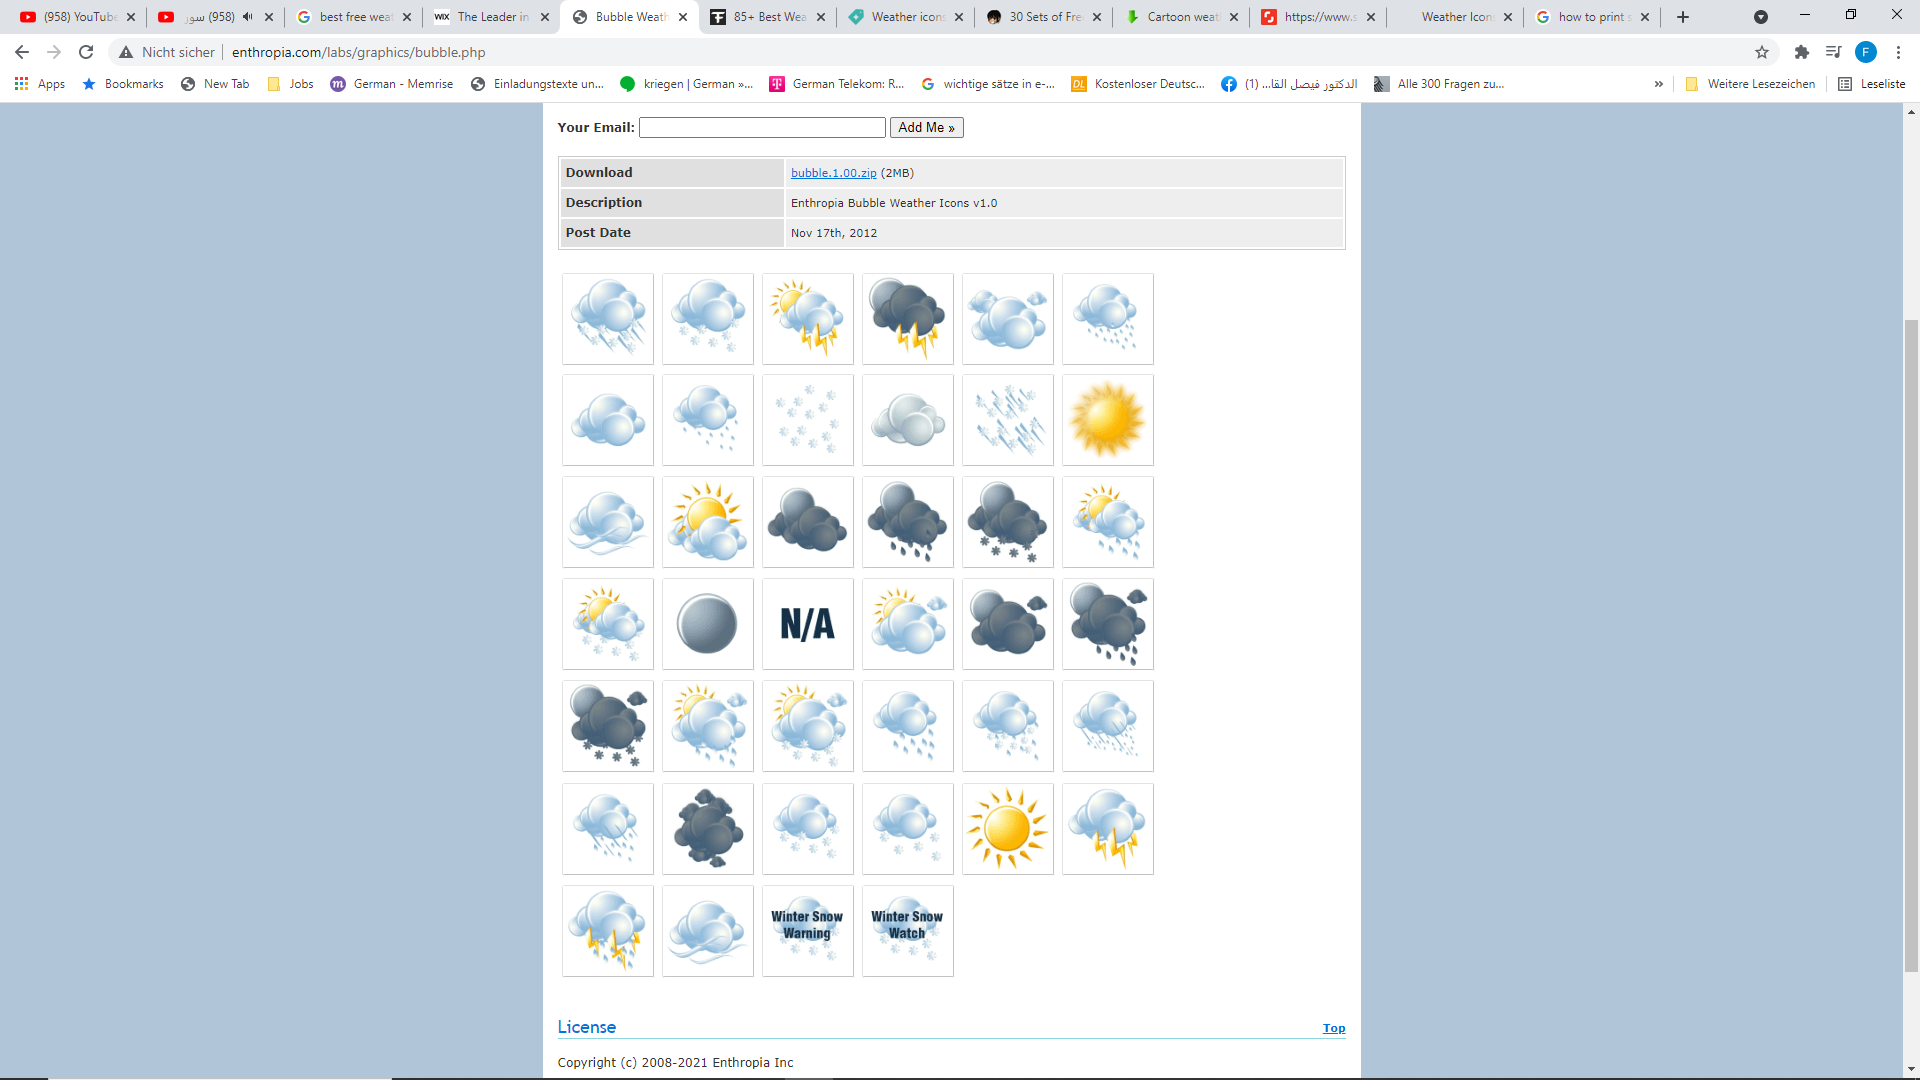 (958) YouTube
(958) سور
best free wea
WIX The Leader in
Bubble Weath
85+ Best Wea
Weather icon
30 Sets of Fre
Cartoon weat
https://www.s
Weather Icon
how to print s
Nicht sicher enthropia.com/labs/graphics/bubble.php
F
Apps Bookmarks New Tab Jobs German - Memrise Einladungstexte un... kriegen | German »... German Telekom: R... wichtige sätze in e-... DL Kostenloser Deutsc... (1) الدكتور فيصل القا... Alle 300 Fragen zu... » Weitere Lesezeichen Leseliste
Your Email: Add Me »
Download bubble.1.00.zip (2MB)
Description Enthropia Bubble Weather Icons v1.0
Post Date Nov 17th, 2012
N/A
Winter Snow
Warning
Winter Snow
Watch
License Top
Copyright (c) 2008-2021 Enthropia Inc